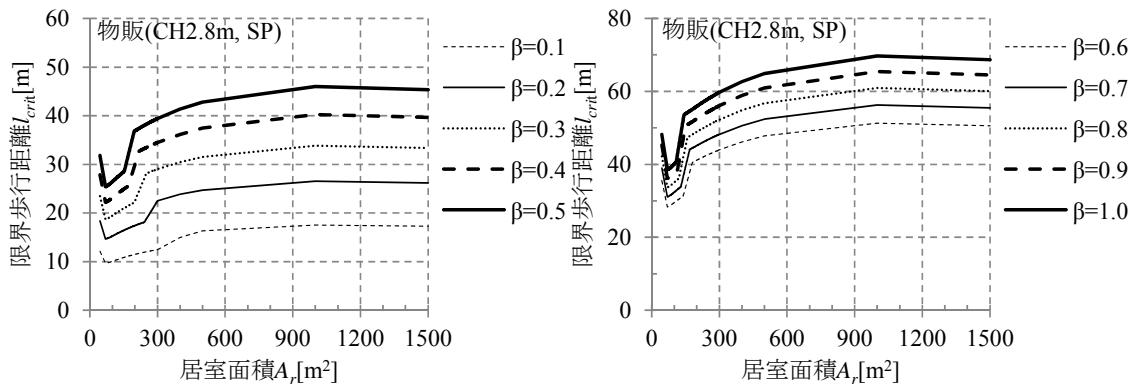 物販(CH2.8m, SP)
限界歩行距離lcrit[m]
60
50
40
30
20
10
0
0 300 600 900 1200 1500
居室面積Ar[m²]
β=0.1
β=0.2
β=0.3
β=0.4
β=0.5
物販(CH2.8m, SP)
限界歩行距離lcrit[m]
80
60
40
20
0
0 300 600 900 1200 1500
居室面積Ar[m²]
β=0.6
β=0.7
β=0.8
β=0.9
β=1.0